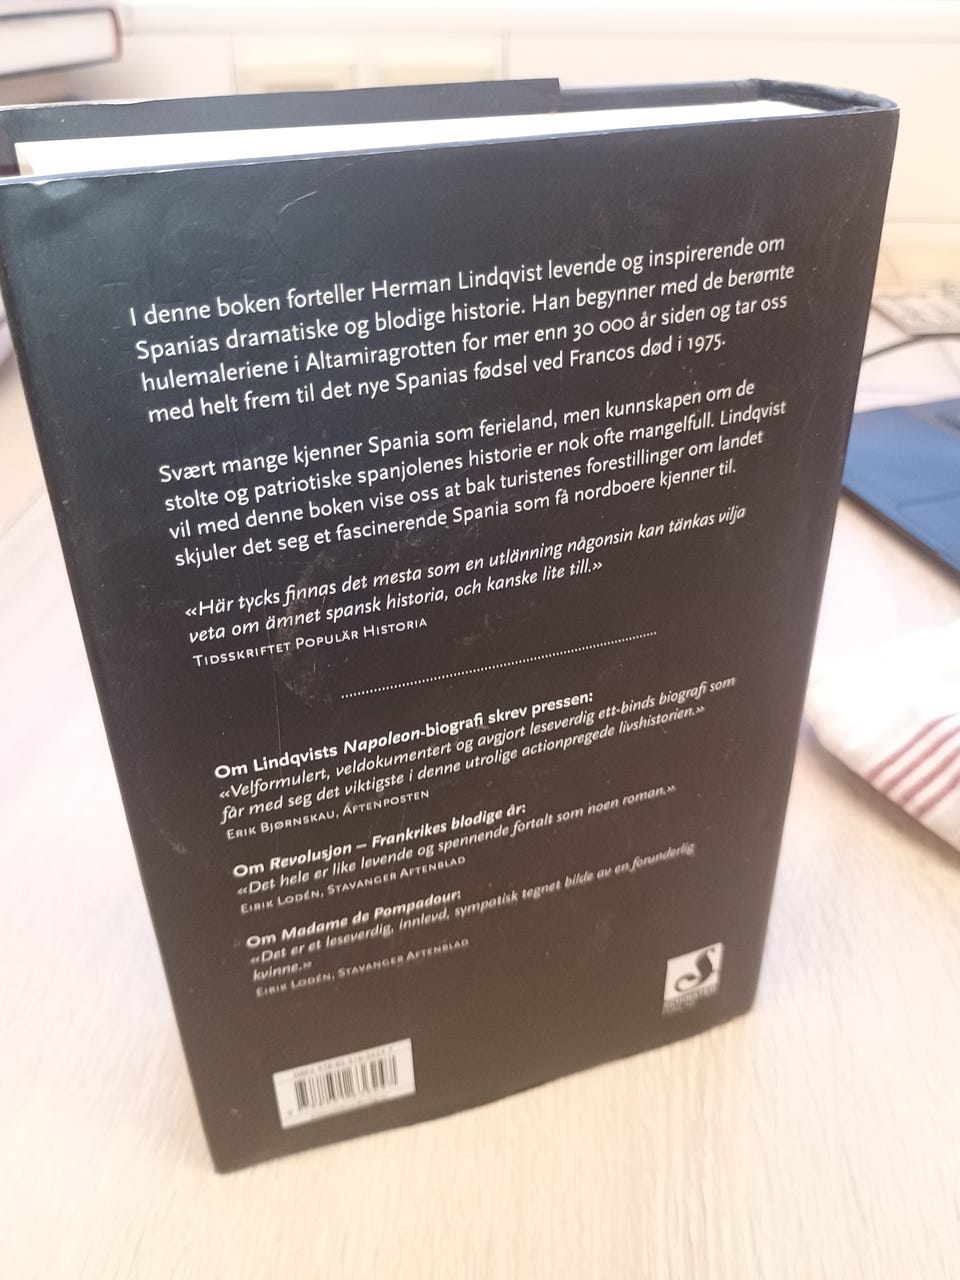 I denne boken forteller Herman Lindqvist levende og inspirerende om
Spanias dramatiske og blodige historie. Han begynner med de berømte
hulemaleriene i Altamiragrotten for mer enn 30 000 år siden og tar oss
med helt frem til det nye Spanias fødsel ved Francos død i 1975.
Svært mange kjenner Spania som ferieland, men kunnskapen om de
stolte og patriotiske spanjolenes historie er nok ofte mangelfull. Lindqvist
vil med denne boken vise oss at bak turistenes forestillinger om landet
skjuler det seg et fascinerende Spania som få nordboere kjenner til.
«Här tycks finnas det mesta som en utlänning någonsin kan tänkas vilja
veta om ämnet spansk historia, och kanske lite till.»
TIDSSKRIFTET POPULÄR HISTORIA
Om Lindqvists Napoleon-biografi skrev pressen:
«Velformulert, veldokumentert og avgjort leseverdig ett-binds biografi som
får med seg det viktigste i denne utrolige actionpregede livshistorien.»
ERIK BJØRNSKAU, AFTENPOSTEN
Om Revolusjon – Frankrikes blodige år:
«Det hele er like levende og spennende fortalt som noen roman.»
EIRIK LODÉN, STAVANGER AFTENBLAD
Om Madame de Pompadour:
«Det er et leseverdig, innlevd, sympatisk tegnet bilde av en forunderlig
kvinne.»
EIRIK LODÉN, STAVANGER AFTENBLAD